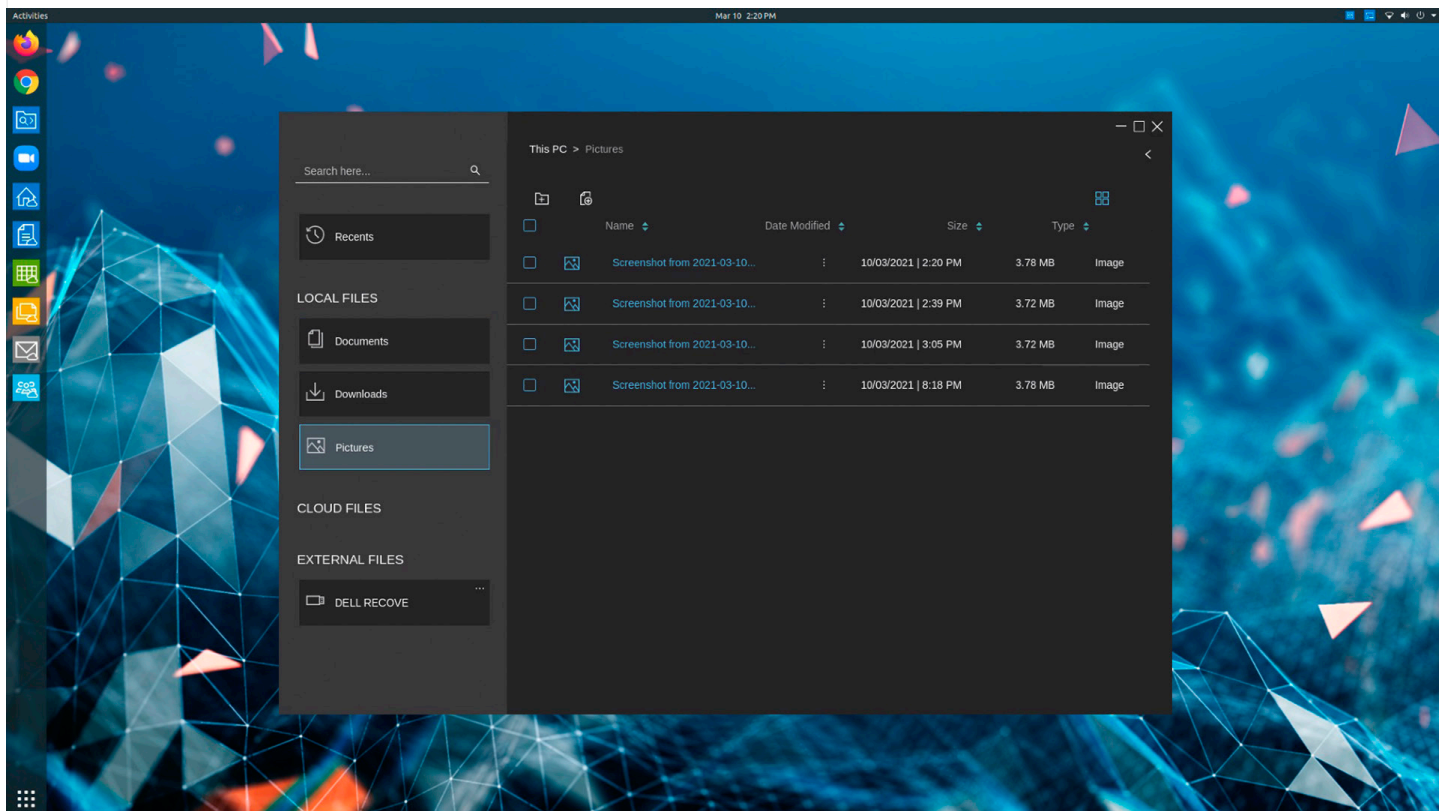 Activities
Mar 10 2:20 PM
This PC > Pictures
Search here...
Name
Date Modified
Size
Type
Recents
Screenshot from 2021-03-10...
10/03/2021 | 2:20 PM
3.78 MB
Image
LOCAL FILES
Screenshot from 2021-03-10...
10/03/2021 | 2:39 PM
3.72 MB
Image
Documents
Screenshot from 2021-03-10...
10/03/2021 | 3:05 PM
3.72 MB
Image
Downloads
Screenshot from 2021-03-10...
10/03/2021 | 8:18 PM
3.78 MB
Image
Pictures
CLOUD FILES
EXTERNAL FILES
DELL RECOVE
...